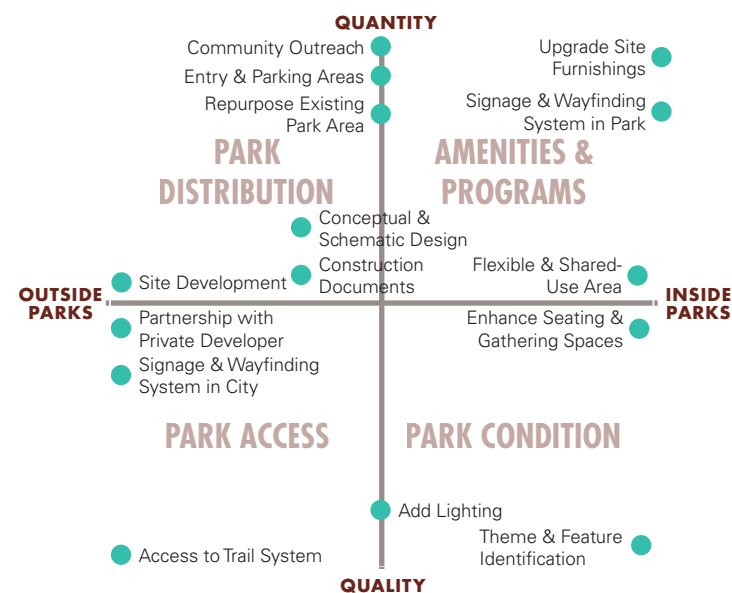 QUANTITY
Community Outreach
Entry & Parking Areas
Repurpose Existing
Park Area
Upgrade Site
Furnishings
Signage & Wayfinding
System in Park
PARK
DISTRIBUTION
AMENITIES &
PROGRAMS
Conceptual &
Schematic Design
Construction
Documents
Site Development
Flexible & Shared-
Use Area
OUTSIDE
PARKS
INSIDE
PARKS
Partnership with
Private Developer
Signage & Wayfinding
System in City
Enhance Seating &
Gathering Spaces
PARK ACCESS
PARK CONDITION
Add Lighting
Theme & Feature
Identification
Access to Trail System
QUALITY